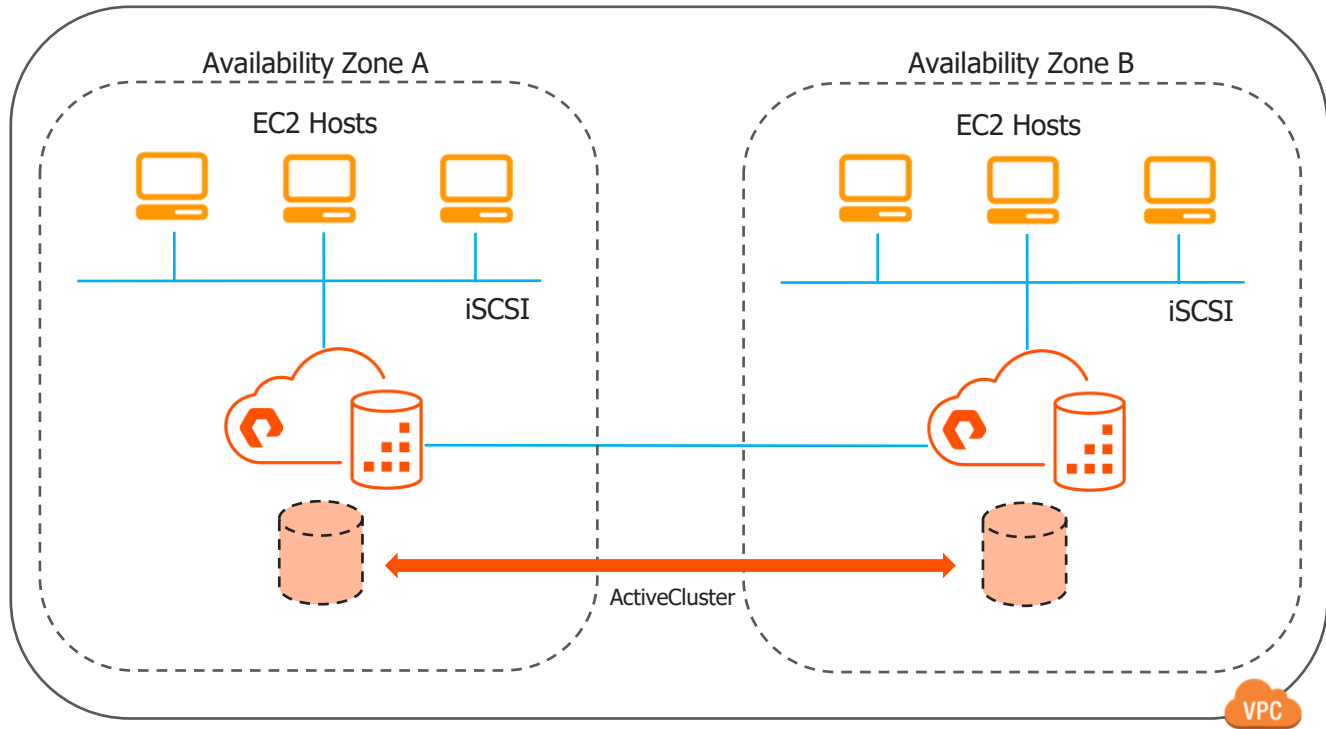 Availability Zone A
Availability Zone B
EC2 Hosts
EC2 Hosts
iSCSI
iSCSI
ActiveCluster
VPC